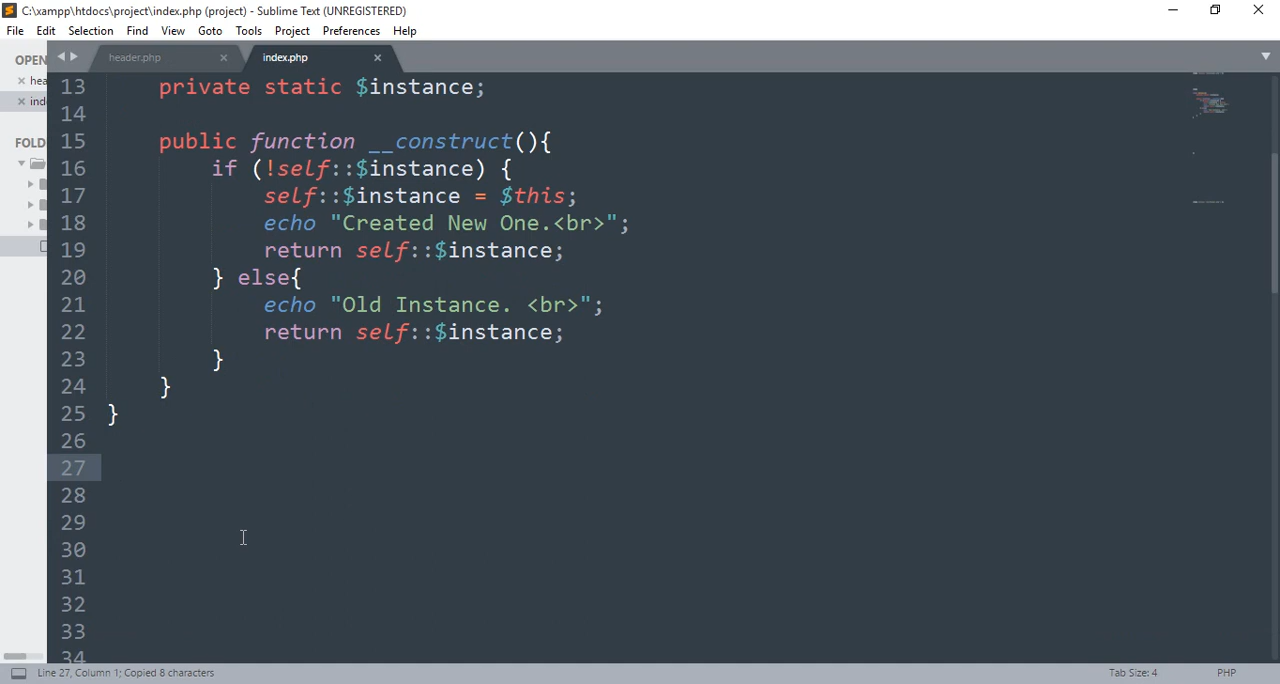 C:\xampp\htdocs\project\index.php (project) - Sublime Text (UNREGISTERED)
File Edit Selection Find View Goto Tools Project Preferences Help
OPEN header.php × index.php ×
× hea
× ind
FOLD
13 private static $instance;
14
15 public function __construct(){
16 if (!self::$instance) {
17 self::$instance = $this;
18 echo "Created New One.<br>";
19 return self::$instance;
20 } else{
21 echo "Old Instance. <br>";
22 return self::$instance;
23 }
24 }
25 }
26
27
28
29
30
31
32
33
34
Line 27, Column 1; Copied 8 characters Tab Size: 4 PHP